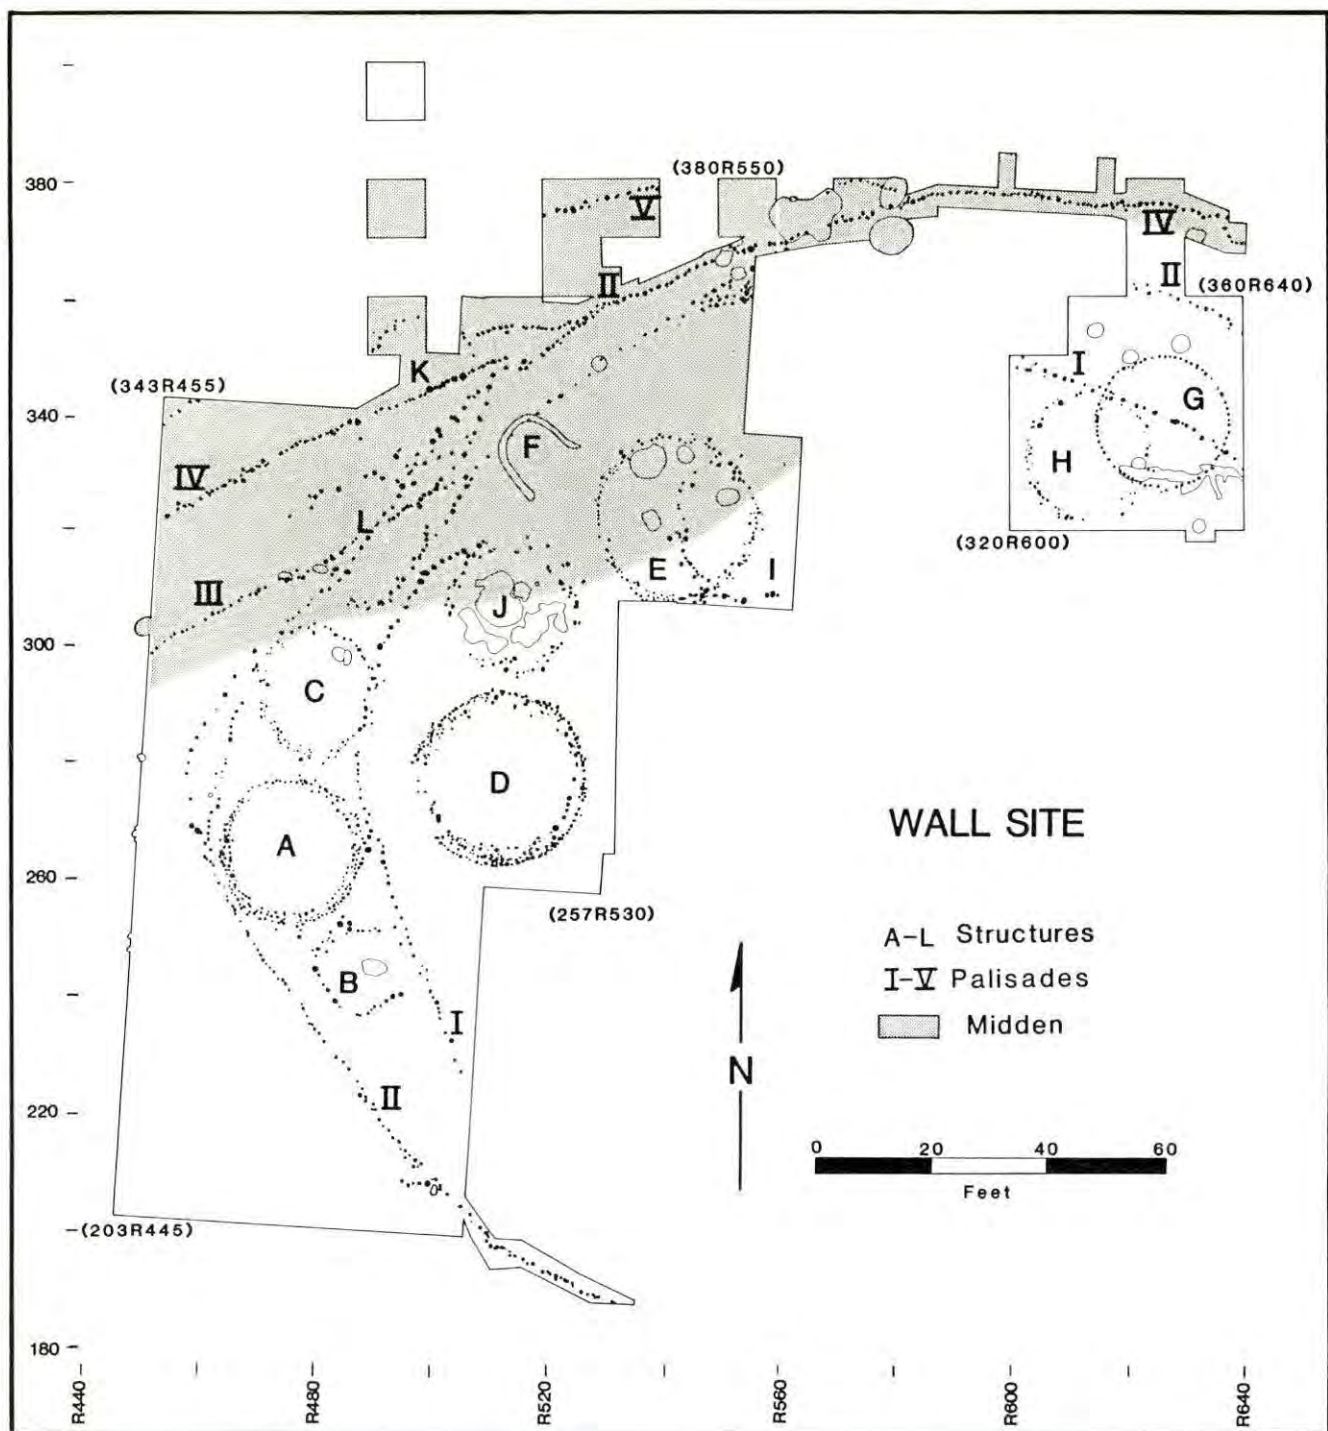 (380R550)
380
V
IV
II
II
(360R640)
K
I
(343R455)
G
340
F
H
IV
L
(320R600)
E
I
III
J
300
C
D
WALL SITE
A
260
(257R530)
A-L Structures
B
I-V Palisades
I
Midden
N
II
220
0 20 40 60
Feet
(203R445)
180
R440
R480
R520
R560
R600
R640